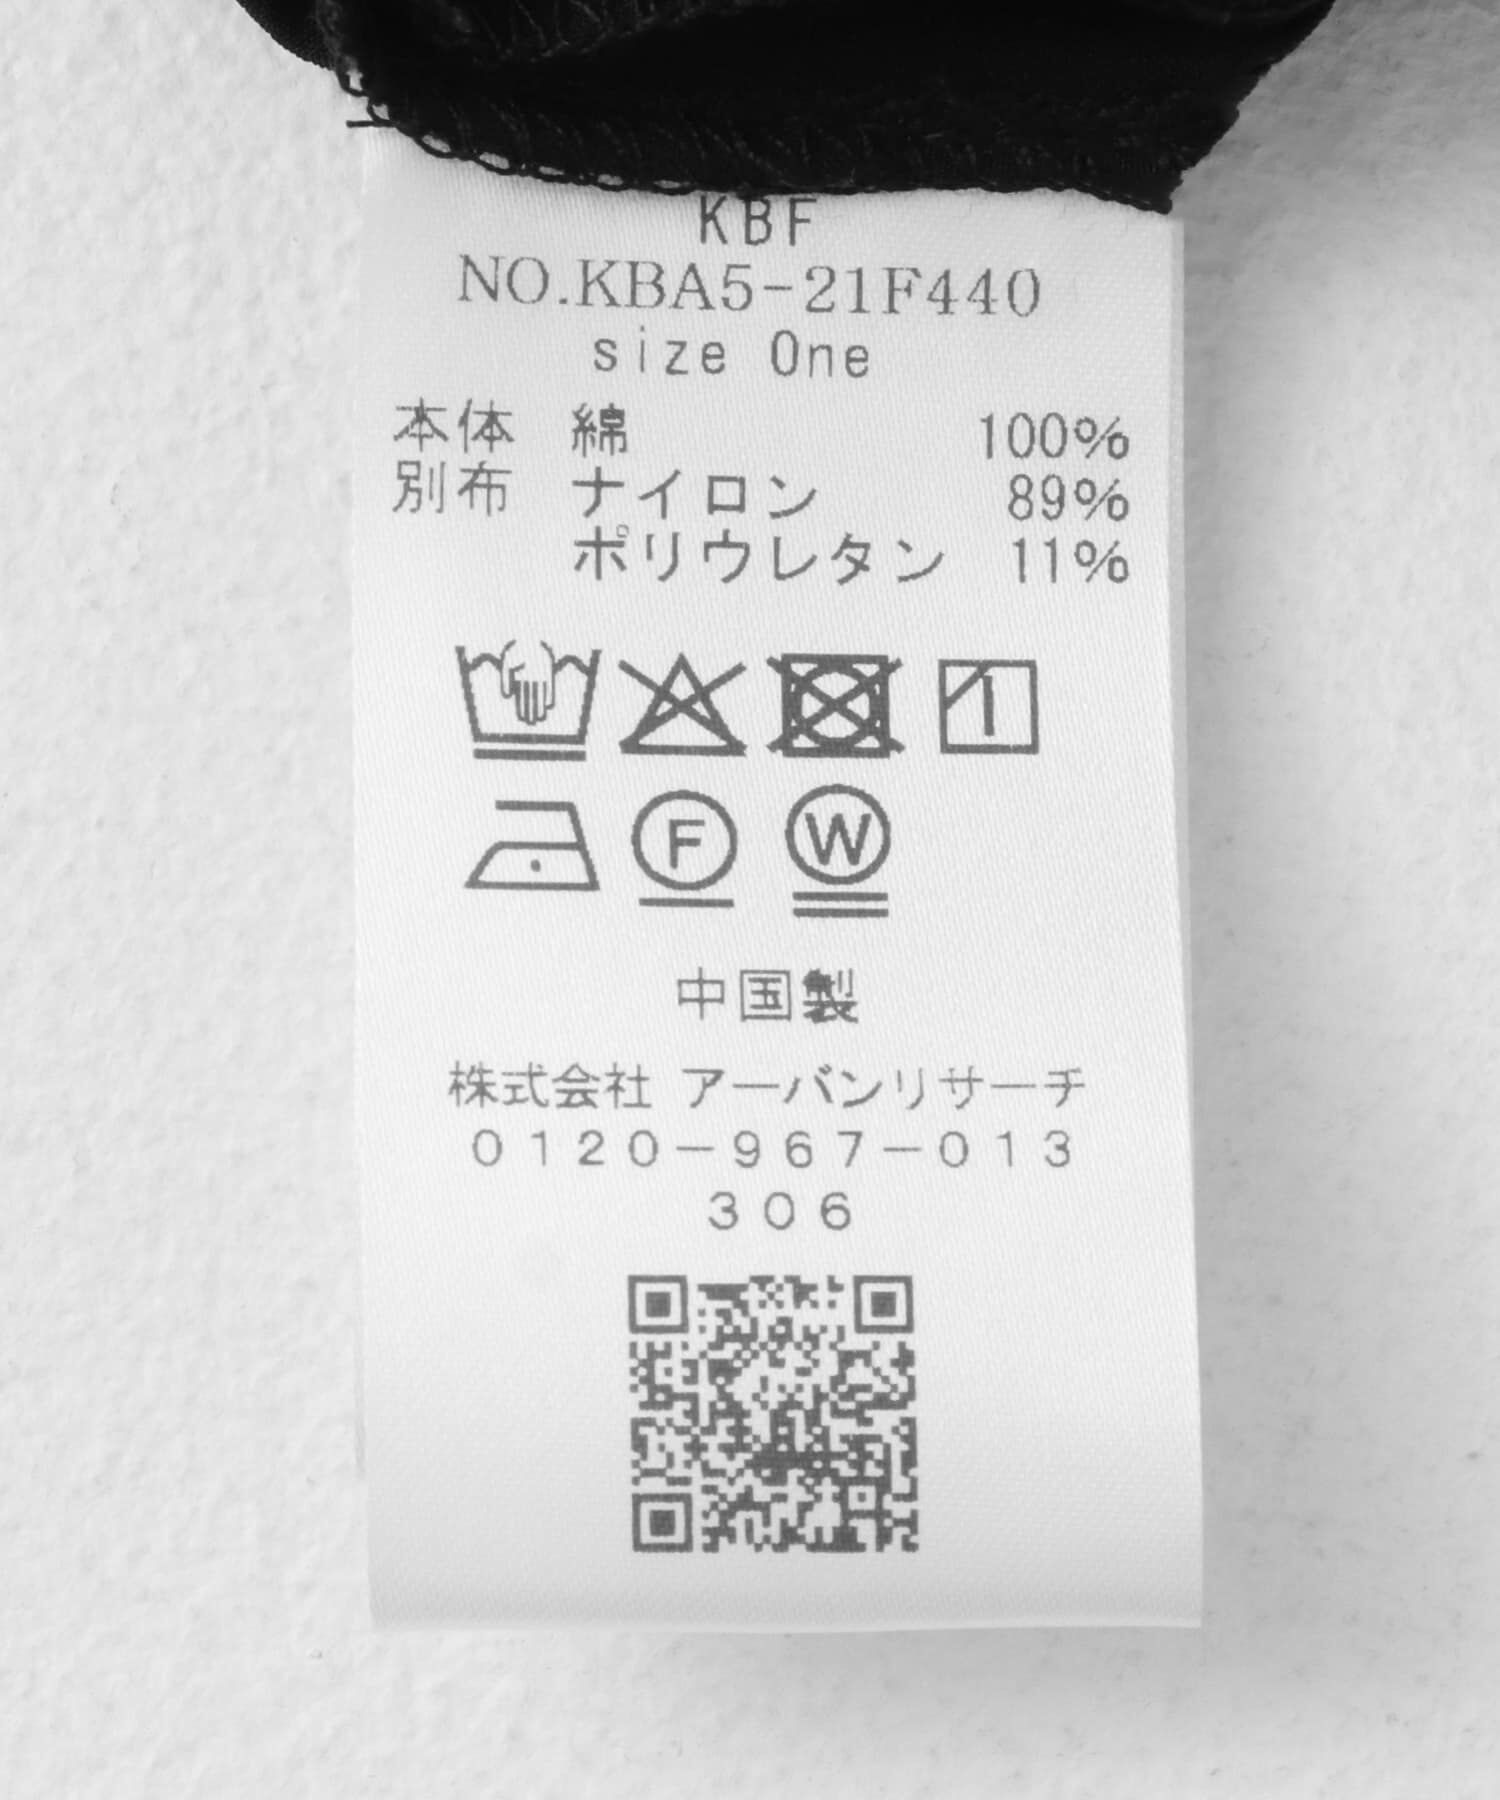 KBF
NO.KBA5-21F440
size One
本体 綿 100%
別布 ナイロン 89%
ポリウレタン 11%
F W
中国製
株式会社 アーバンリサーチ
0120-967-013
306